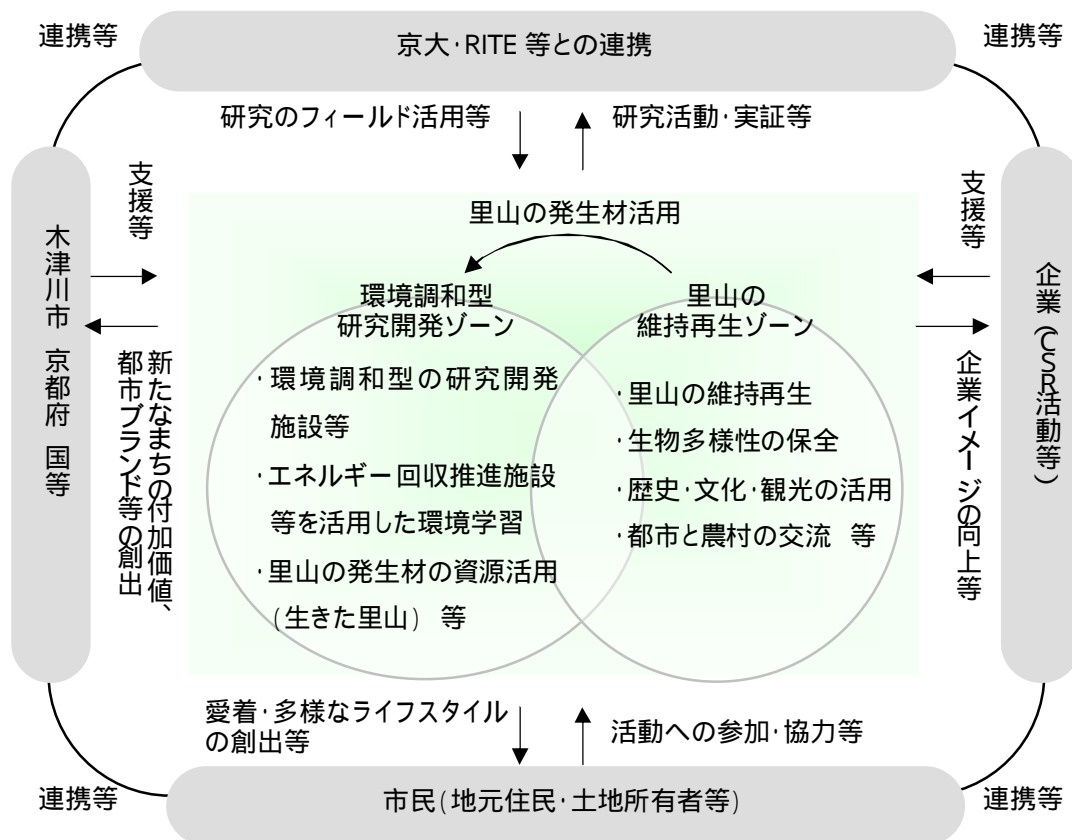 連携等
京大・RITE 等との連携
連携等
研究のフィールド活用等
研究活動・実証等
支援等
支援等
里山の発生材活用
木津川市 京都府 国等
企業（CSR活動等）
環境調和型
研究開発ゾーン
里山の
維持再生ゾーン
新たなまちの付加価値、
都市ブランド等の創出
・環境調和型の研究開発
施設等
・エネルギー回収推進施設
等を活用した環境学習
・里山の発生材の資源活用
(生きた里山) 等
・里山の維持再生
・生物多様性の保全
・歴史・文化・観光の活用
・都市と農村の交流 等
企業イメージの向上等
愛着・多様なライフスタイル
の創出等
活動への参加・協力等
連携等
市民(地元住民・土地所有者等)
連携等